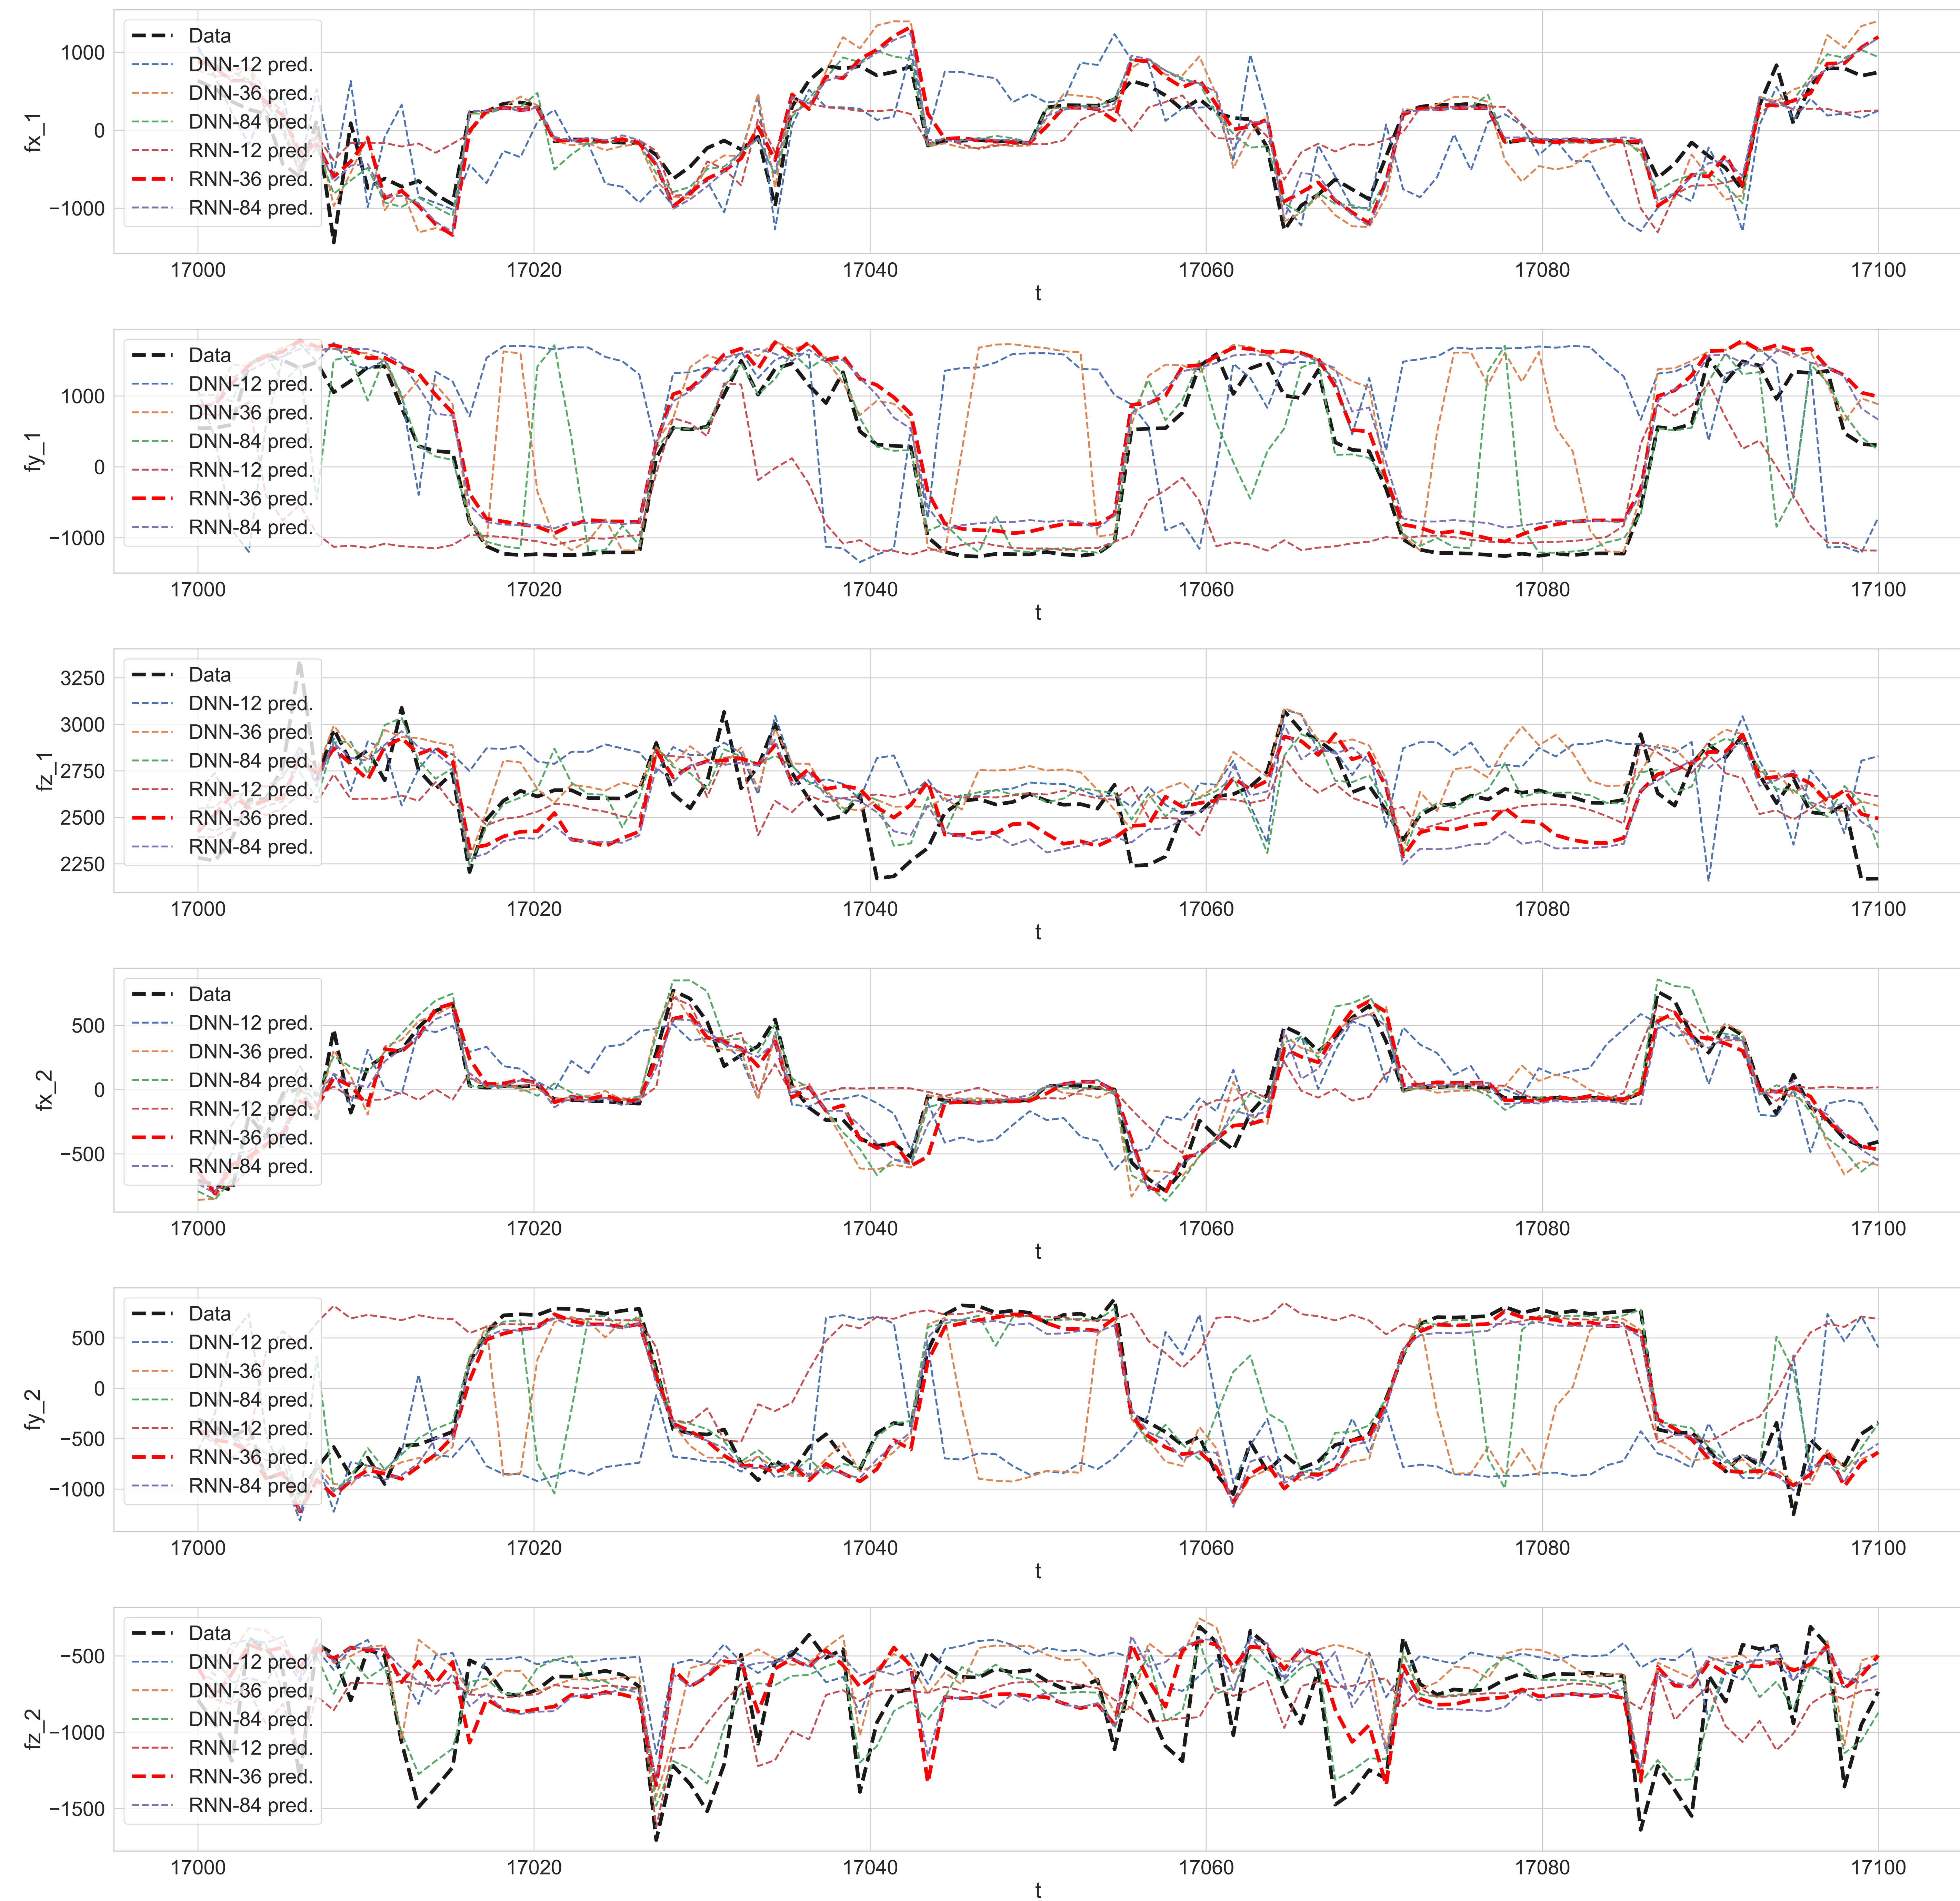 fx_1
1000
0
−1000
Data
DNN-12 pred.
DNN-36 pred.
DNN-84 pred.
RNN-12 pred.
RNN-36 pred.
RNN-84 pred.
17000 17020 17040 17060 17080 17100
t
fy_1
1000
0
−1000
Data
DNN-12 pred.
DNN-36 pred.
DNN-84 pred.
RNN-12 pred.
RNN-36 pred.
RNN-84 pred.
17000 17020 17040 17060 17080 17100
t
fz_1
3250
3000
2750
2500
2250
Data
DNN-12 pred.
DNN-36 pred.
DNN-84 pred.
RNN-12 pred.
RNN-36 pred.
RNN-84 pred.
17000 17020 17040 17060 17080 17100
t
fx_2
500
0
−500
Data
DNN-12 pred.
DNN-36 pred.
DNN-84 pred.
RNN-12 pred.
RNN-36 pred.
RNN-84 pred.
17000 17020 17040 17060 17080 17100
t
fy_2
500
0
−500
−1000
Data
DNN-12 pred.
DNN-36 pred.
DNN-84 pred.
RNN-12 pred.
RNN-36 pred.
RNN-84 pred.
17000 17020 17040 17060 17080 17100
t
fz_2
−500
−1000
−1500
Data
DNN-12 pred.
DNN-36 pred.
DNN-84 pred.
RNN-12 pred.
RNN-36 pred.
RNN-84 pred.
17000 17020 17040 17060 17080 17100
t